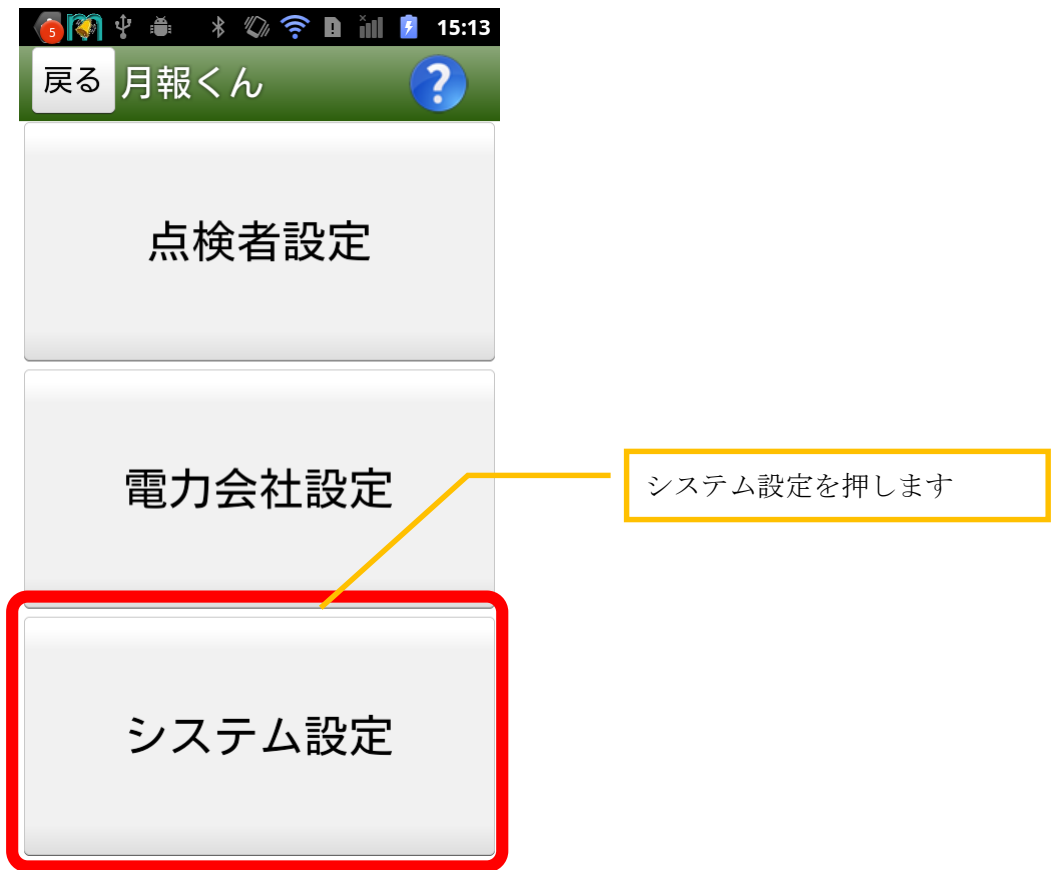 5
15:13
戻る 月報くん ?
点検者設定
電力会社設定
システム設定を押します
システム設定